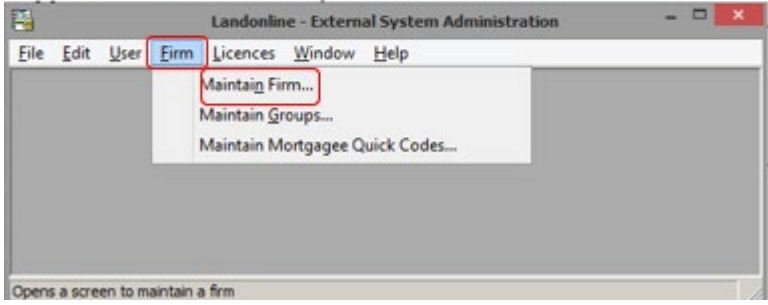 Landonline - External System Administration
File Edit User Firm Licences Window Help
Maintain Firm...
Maintain Groups...
Maintain Mortgagee Quick Codes...
Opens a screen to maintain a firm